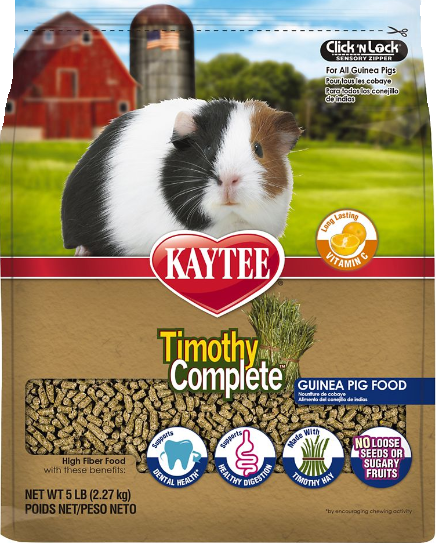 Click 'N Lock™
SENSORY ZIPPER
For All Guinea Pigs
Pour tous les cobaye
Para todos los conejillo
de indias
Long Lasting
VITAMIN C
KAYTEE®
Timothy
Complete™
GUINEA PIG FOOD
Nourriture de cobaye
Alimento del conejillo de indias
High Fiber Food
with these benefits:
Supports
DENTAL HEALTH*
Supports
HEALTHY DIGESTION
Made With
TIMOTHY HAY
NO LOOSE
SEEDS OR
SUGARY
FRUITS
NET WT 5 LB (2.27 kg)
POIDS NET/PESO NETO
*by encouraging chewing activity